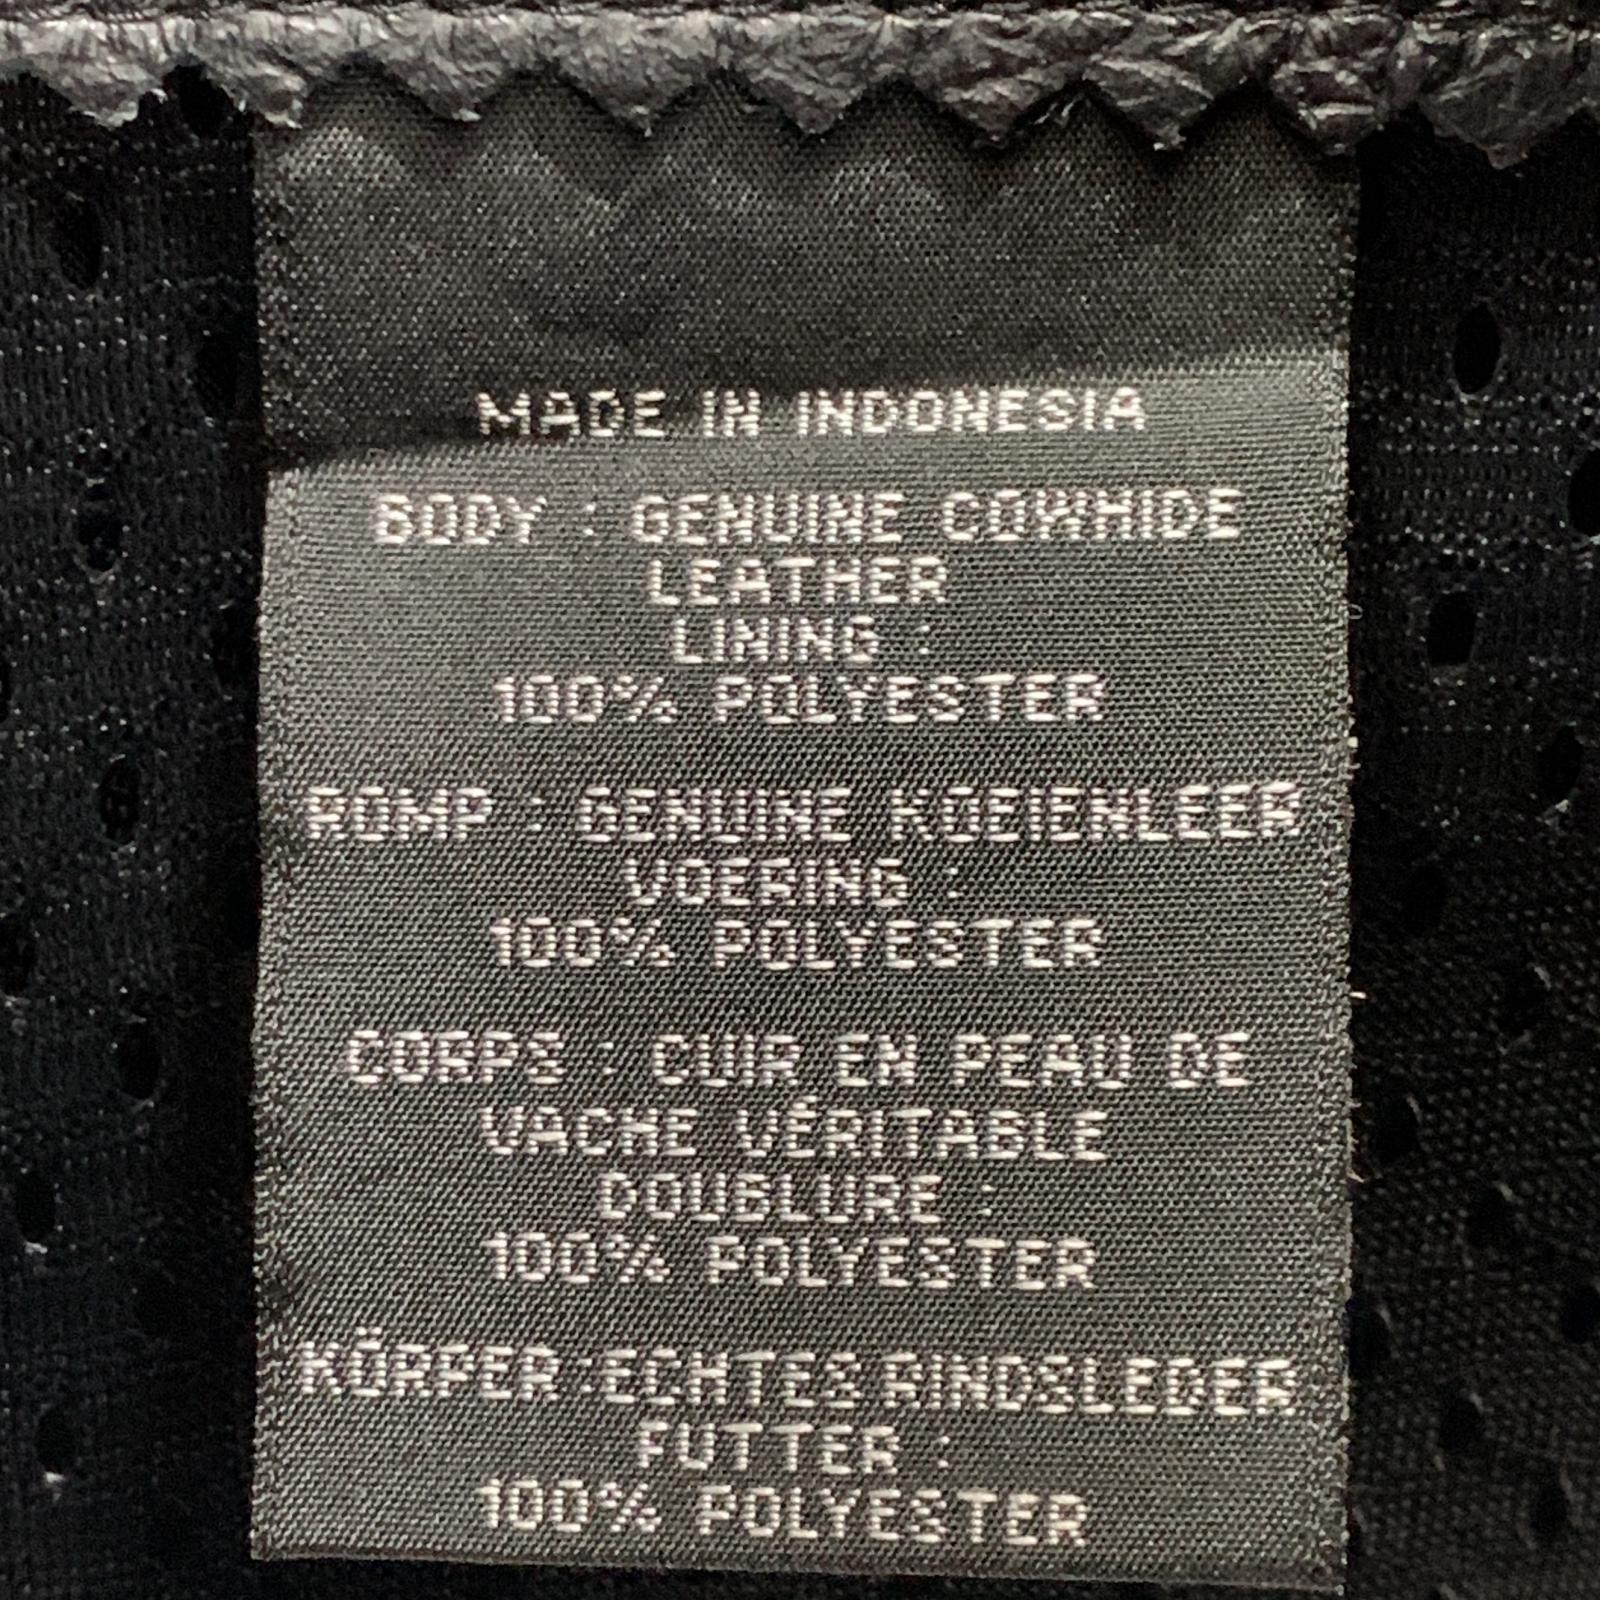 MADE IN INDONESIA
BODY : GENUINE COWHIDE
LEATHER
LINING :
100% POLYESTER
ROMP : GENUINE KOEIENLEER
VOERING :
100% POLYESTER
CORPS : CUIR EN PEAU DE
VACHE VÉRITABLE
DOUBLURE :
100% POLYESTER
KÖRPER :ECHTES RINDSLEDER
FUTTER :
100% POLYESTER